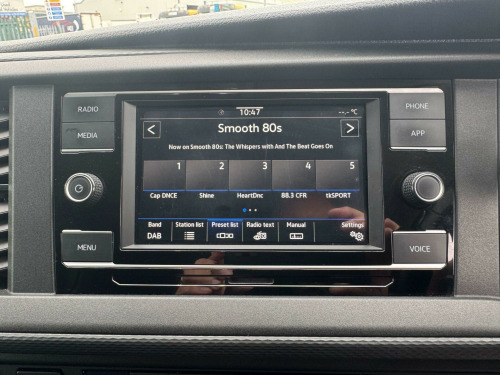 RADIO
MEDIA
MENU
10:47
--,- °C
< Smooth 80s >
Now on Smooth 80s: The Whispers with And The Beat Goes On
1 2 3 4 5
Cap DNCE Shine HeartDnc 88.3 CFR tkSPORT
Band Station list Preset list Radio text Manual Settings
DAB
PHONE
APP
VOICE